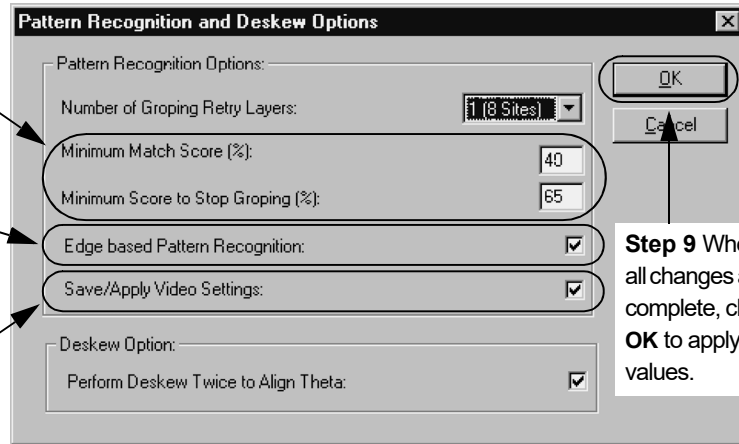 Pattern Recognition and Deskew Options
Pattern Recognition Options:
OK
Number of Groping Retry Layers:
1 (8 Sites)
Cancel
Minimum Match Score (%):
40
Minimum Score to Stop Groping (%):
65
Edge based Pattern Recognition:
Save/Apply Video Settings:
Deskew Option:
Perform Deskew Twice to Align Theta:
Step 9
all changes
complete,
OK to apply
values.